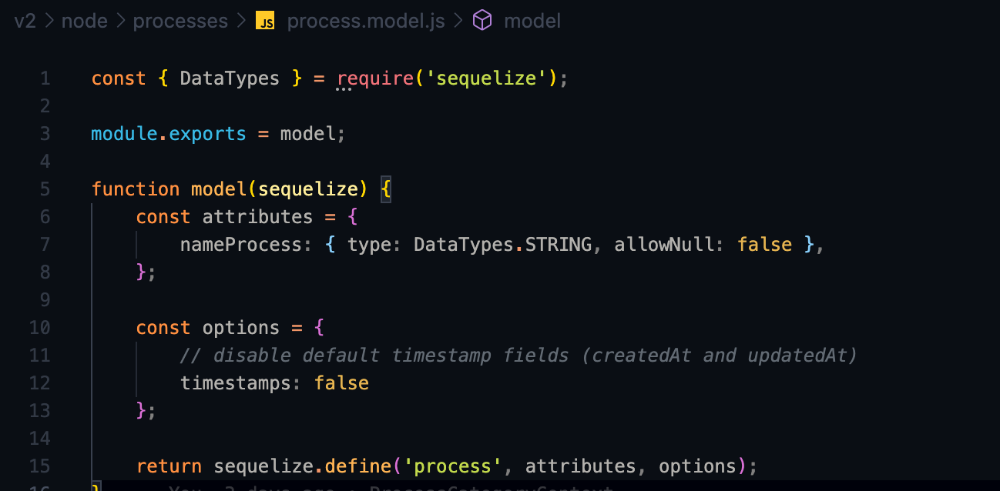 v2 > node > processes > JS process.model.js > model
1 const { DataTypes } = require('sequelize');
2
3 module.exports = model;
4
5 function model(sequelize) {
6 const attributes = {
7 nameProcess: { type: DataTypes.STRING, allowNull: false },
8 };
9
10 const options = {
11 // disable default timestamp fields (createdAt and updatedAt)
12 timestamps: false
13 };
14
15 return sequelize.define('process', attributes, options);
16 }